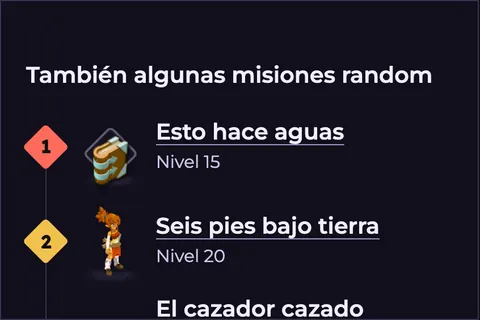 También algunas misiones random
1
Esto hace aguas
Nivel 15
2
Seis pies bajo tierra
Nivel 20
El cazador cazado